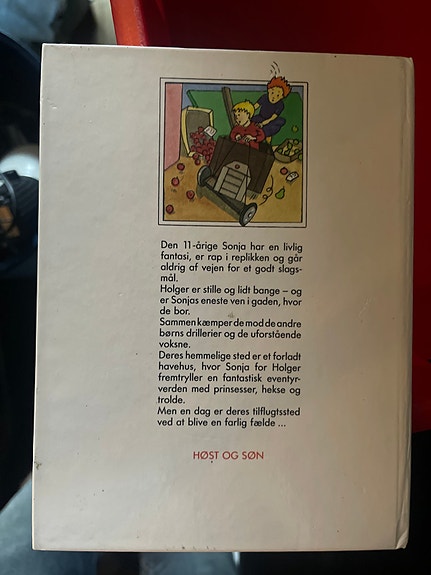 Den 11-årige Sonja har en livlig
fantasi, er rap i replikken og går
aldrig af vejen for et godt slags-
mål.
Holger er stille og lidt bange – og
er Sonjas eneste ven i gaden, hvor
de bor.
Sammen kæmper de mod de andre
børns drillerier og de uforstående
voksne.
Deres hemmelige sted er et forladt
havehus, hvor Sonja for Holger
fremtryller en fantastisk eventyr-
verden med prinsesser, hekse og
trolde.
Men en dag er deres tilflugtssted
ved at blive en farlig fælde ...
HØST OG SØN